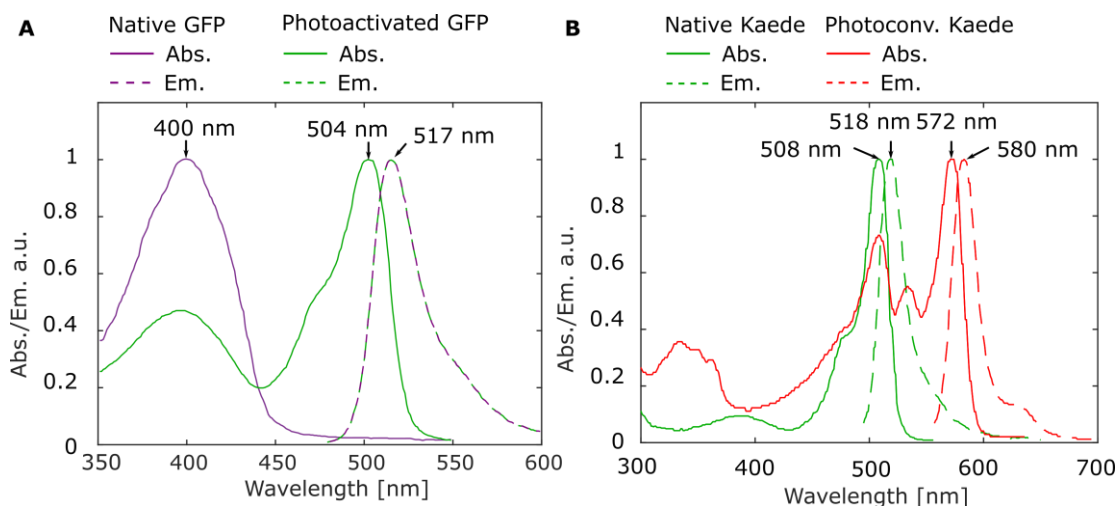 A
Native GFP Photoactivated GFP
Abs. Abs.
Em. Em.
400 nm 504 nm 517 nm
1
0.8
0.6
0.4
0.2
0
Abs./Em. a.u.
350 400 450 500 550 600
Wavelength [nm]
B
Native Kaede Photoconv. Kaede
Abs. Abs.
Em. Em.
518 nm 572 nm
508 nm 580 nm
1
0.8
0.6
0.4
0.2
0
Abs./Em. a.u.
300 400 500 600 700
Wavelength [nm]